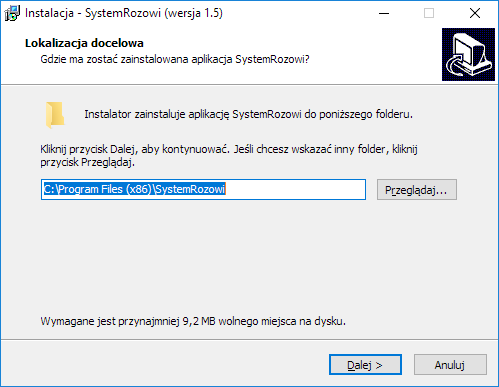 Instalacja - SystemRozowi (wersja 1.5)
Lokalizacja docelowa
Gdzie ma zostać zainstalowana aplikacja SystemRozowi?
Instalator zainstaluje aplikację SystemRozowi do poniższego folderu.
Kliknij przycisk Dalej, aby kontynuować. Jeśli chcesz wskazać inny folder, kliknij
przycisk Przeglądaj.
C:\Program Files (x86)\SystemRozowi
Przeglądaj...
Wymagane jest przynajmniej 9,2 MB wolnego miejsca na dysku.
Dalej >
Anuluj